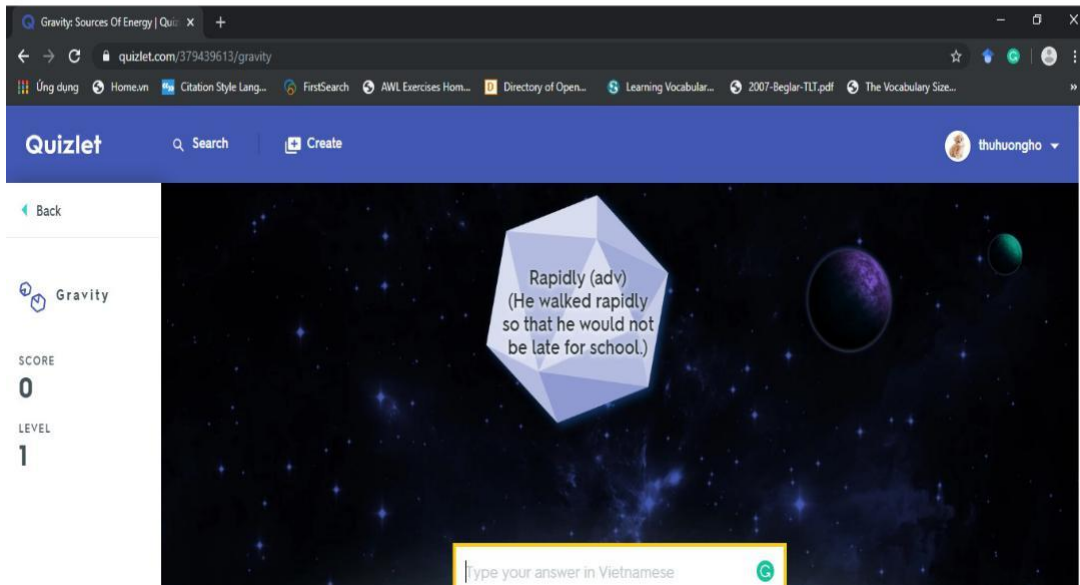 Gravity: Sources Of Energy | Quiz
quizlet.com/379439613/gravity
Ứng dụng Home.vn Citation Style Lang... FirstSearch AWL Exercises Hom... Directory of Open... Learning Vocabular... 2007-Beglar-TLT.pdf The Vocabulary Size... »
Quizlet Search Create thuhuongho
Back
Gravity
SCORE
0
LEVEL
1
Rapidly (adv)
(He walked rapidly
so that he would not
be late for school.)
Type your answer in Vietnamese